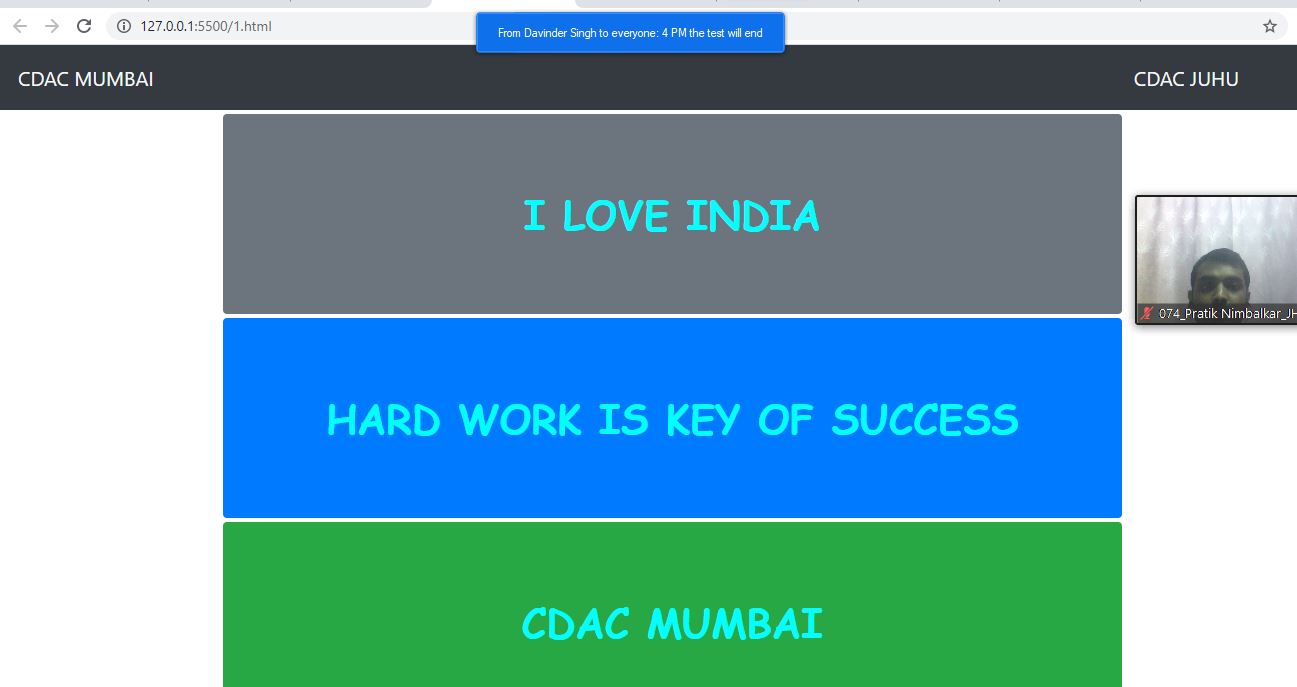 127.0.0.1:5500/1.html
From Davinder Singh to everyone: 4 PM the test will end
CDAC MUMBAI
CDAC JUHU
I LOVE INDIA
074_Pratik Nimbalkar_JH
HARD WORK IS KEY OF SUCCESS
CDAC MUMBAI